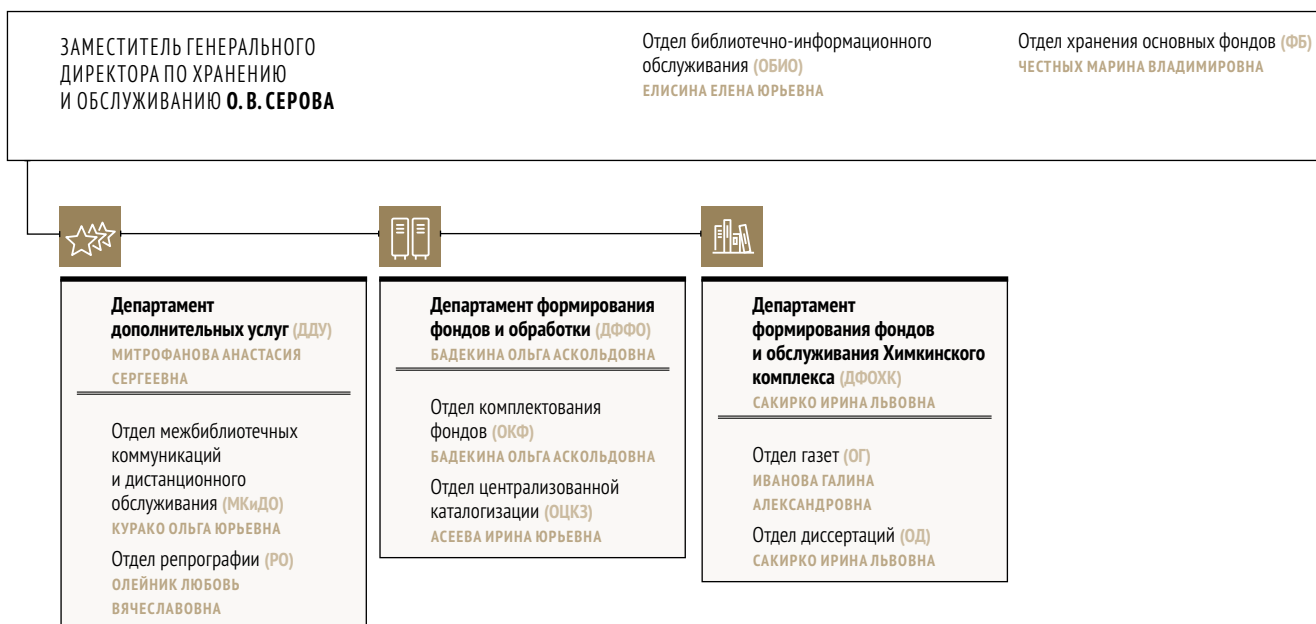 ЗАМЕСТИТЕЛЬ ГЕНЕРАЛЬНОГО
ДИРЕКТОРА ПО ХРАНЕНИЮ
И ОБСЛУЖИВАНИЮ О. В. СЕРОВА
Отдел библиотечно-информационного
обслуживания (ОБИО)
ЕЛИСИНА ЕЛЕНА ЮРЬЕВНА
Отдел хранения основных фондов (ФБ)
ЧЕСТНЫХ МАРИНА ВЛАДИМИРОВНА
Департамент
дополнительных услуг (ДДУ)
МИТРОФАНОВА АНАСТАСИЯ
СЕРГЕЕВНА
Отдел межбиблиотечных
коммуникаций
и дистанционного
обслуживания (МКиДО)
КУРАКО ОЛЬГА ЮРЬЕВНА
Отдел репрографии (РО)
ОЛЕЙНИК ЛЮБОВЬ
ВЯЧЕСЛАВОВНА
Департамент формирования
фондов и обработки (ДФФО)
БАДЕКИНА ОЛЬГА АСКОЛЬДОВНА
Отдел комплектования
фондов (ОКФ)
БАДЕКИНА ОЛЬГА АСКОЛЬДОВНА
Отдел централизованной
каталогизации (ОЦКЗ)
АСЕЕВА ИРИНА ЮРЬЕВНА
Департамент
формирования фондов
и обслуживания Химкинского
комплекса (ДФОХК)
САКИРКО ИРИНА ЛЬВОВНА
Отдел газет (ОГ)
ИВАНОВА ГАЛИНА
АЛЕКСАНДРОВНА
Отдел диссертаций (ОД)
САКИРКО ИРИНА ЛЬВОВНА